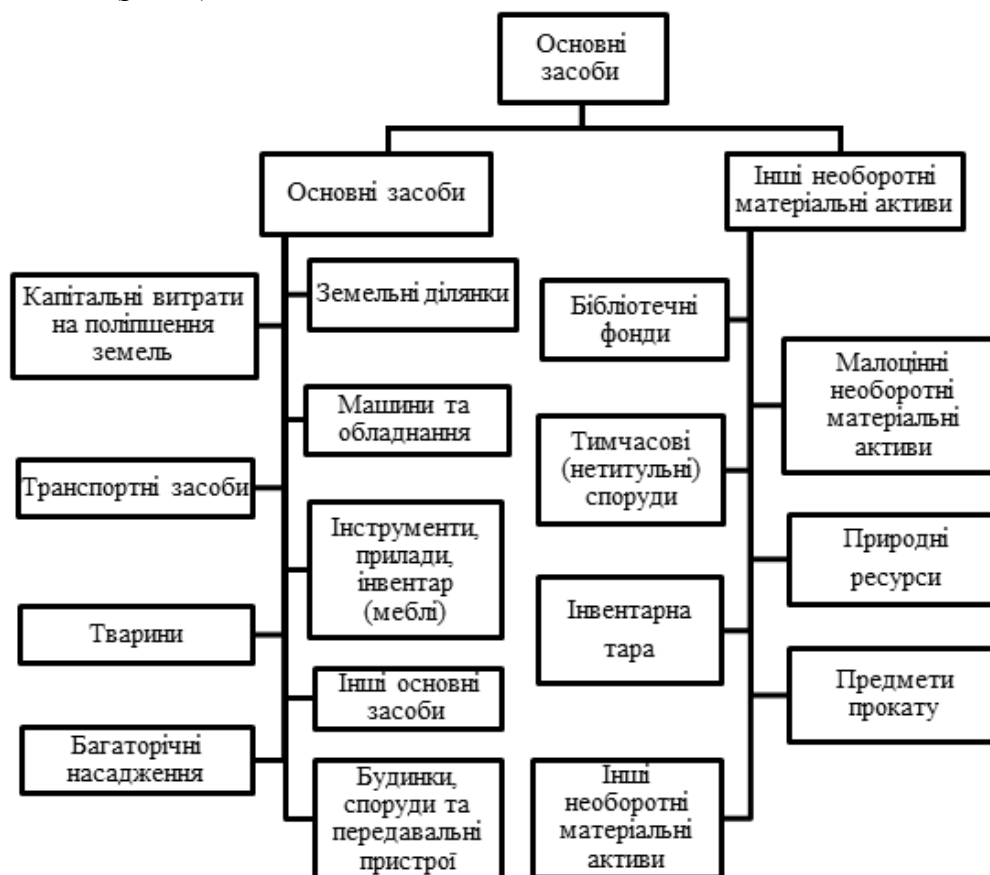 Основні
засоби
Основні засоби
Інші необоротні
матеріальні активи
Капітальні витрати
на поліпшення
земель
Земельні ділянки
Машини та
обладнання
Транспортні засоби
Інструменти,
прилади,
інвентар
(меблі)
Тварини
Інші основні
засоби
Багаторічні
насадження
Будинки,
споруди та
передавальні
пристрої
Бібліотечні
фонди
Малоцінні
необоротні
матеріальні
активи
Тимчасові
(нетитульні)
споруди
Природні
ресурси
Інвентарна
тара
Предмети
прокату
Інші
необоротні
матеріальні
активи